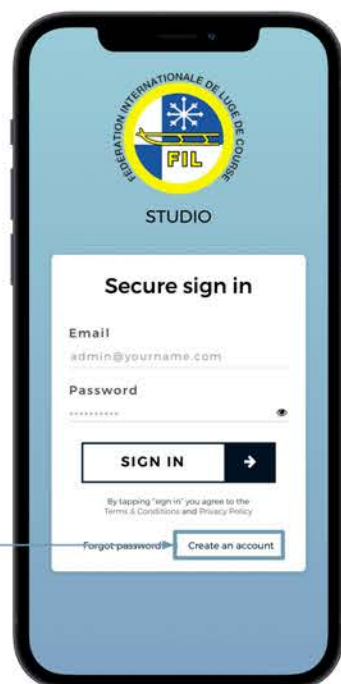 FEDERATION INTERNATIONALE DE LUGE DE COURSE
FIL
STUDIO
Secure sign in
Email
admin@yourname.com
Password
SIGN IN
By tapping "sign in" you agree to the
Terms & Conditions and Privacy Policy
Forgot password? Create an account